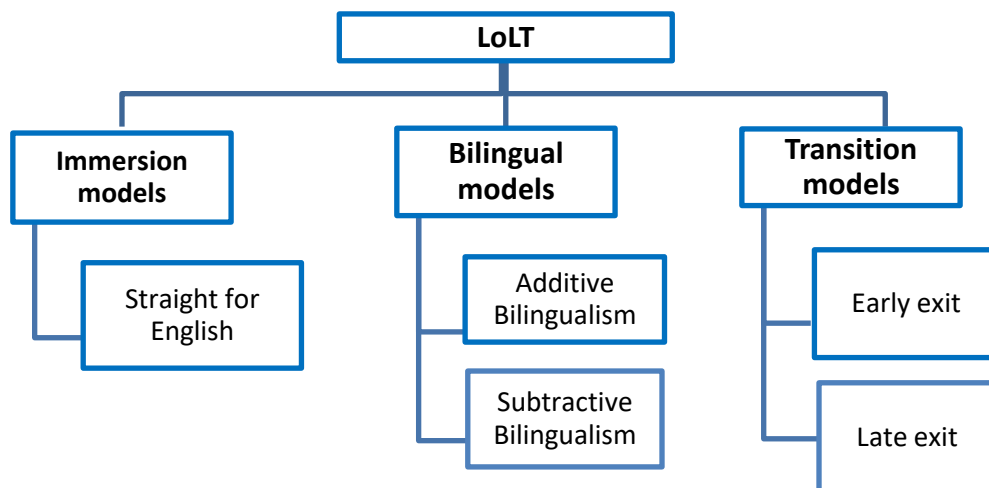 LoLT
Immersion
models
Straight for
English
Bilingual
models
Additive
Bilingualism
Subtractive
Bilingualism
Transition
models
Early exit
Late exit